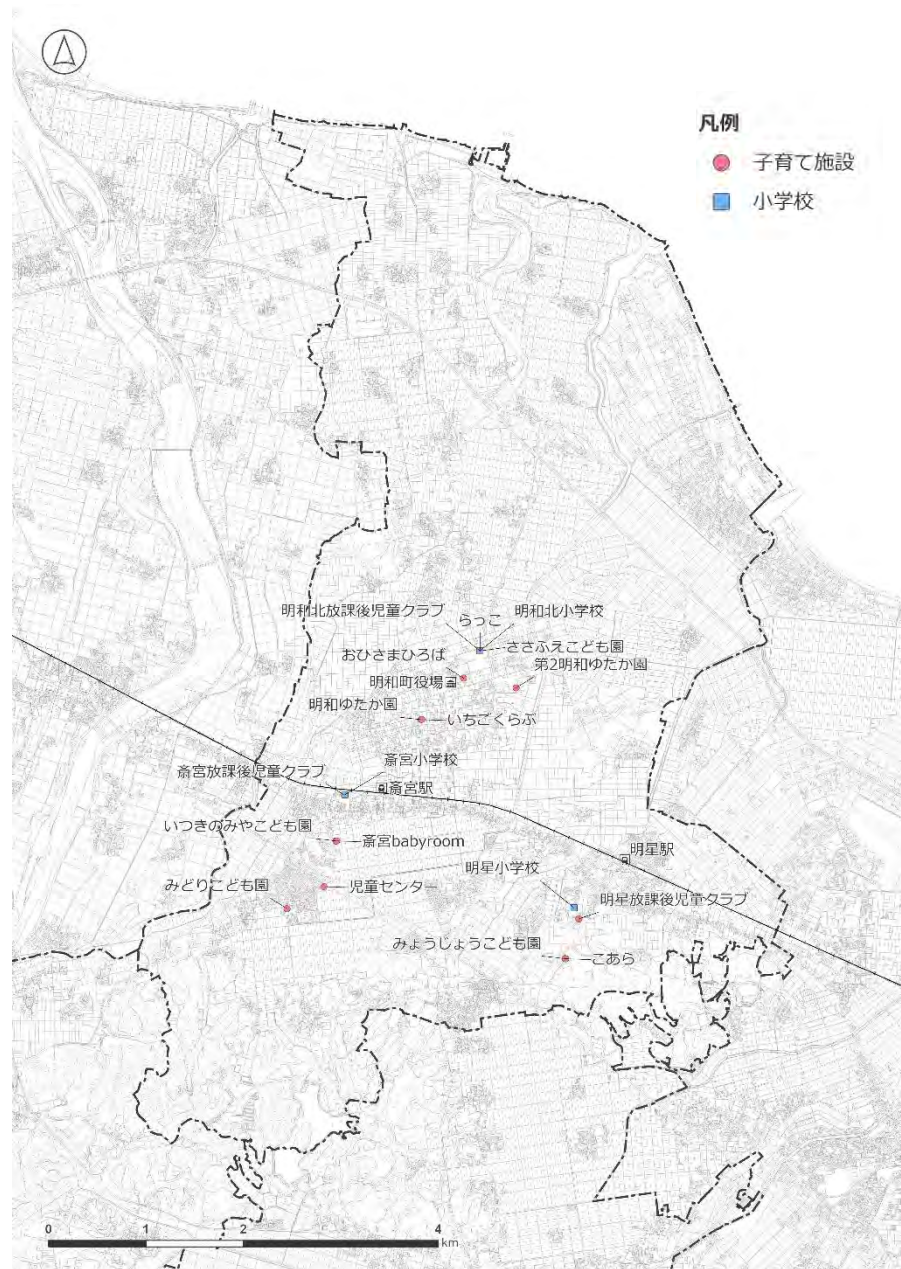 凡例
子育て施設
小学校
明和北放課後児童クラブ
らっこ
明和北小学校
ささふえこども園
おひさまひろば
第2明和ゆたか園
明和町役場
明和ゆたか園
いちごくらぶ
斎宮小学校
斎宮放課後児童クラブ
斎宮駅
いつきのみやこども園
斎宮babyroom
明星駅
明星小学校
児童センター
みどりこども園
明星放課後児童クラブ
みょうじょうこども園
こあら
0 1 2 4
km